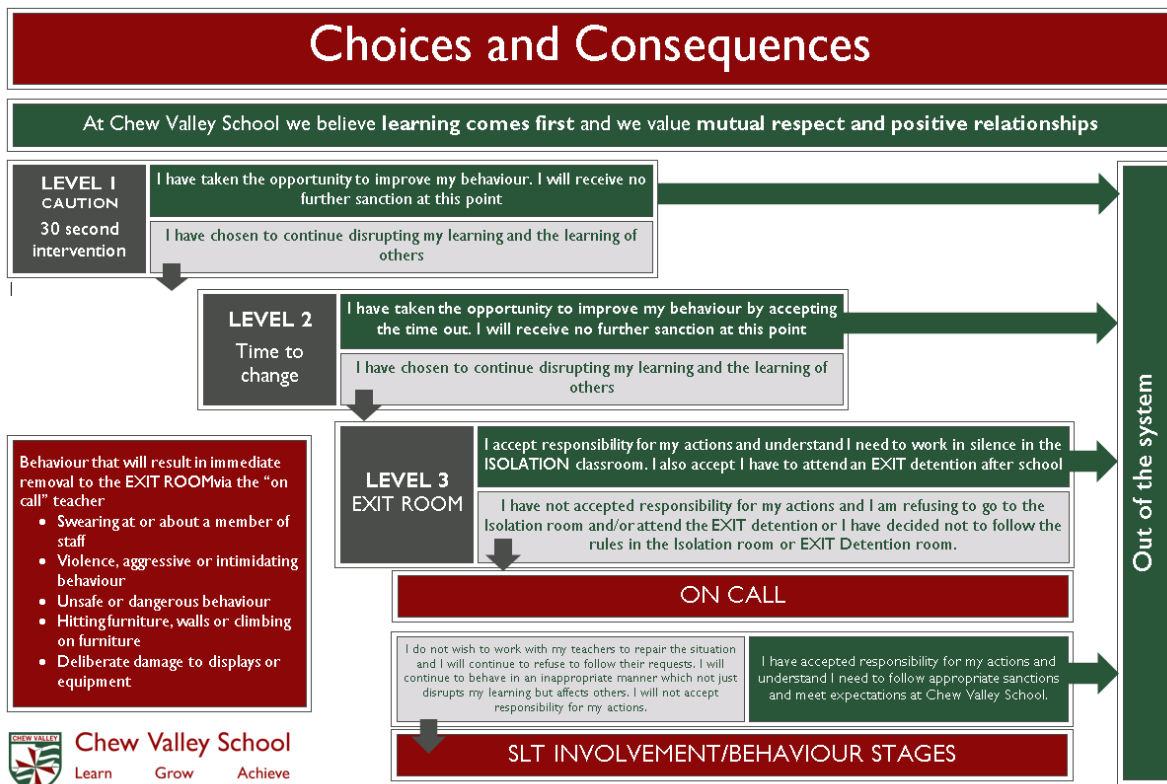 Choices and Consequences
At Chew Valley School we believe learning comes first and we value mutual respect and positive relationships
LEVEL 1
CAUTION
30 second
intervention
I have taken the opportunity to improve my behaviour. I will receive no
further sanction at this point
I have chosen to continue disrupting my learning and the learning of
others
LEVEL 2
Time to
change
I have taken the opportunity to improve my behaviour by accepting
the time out. I will receive no further sanction at this point
I have chosen to continue disrupting my learning and the learning of
others
LEVEL 3
EXIT ROOM
I accept responsibility for my actions and understand I need to work in silence in the
ISOLATION classroom. I also accept I have to attend an EXIT detention after school
I have not accepted responsibility for my actions and I am refusing to go to the
Isolation room and/or attend the EXIT detention or I have decided not to follow the
rules in the Isolation room or EXIT Detention room.
Behaviour that will result in immediate
removal to the EXIT ROOMvia the “on
call” teacher
• Swearing at or about a member of
staff
• Violence, aggressive or intimidating
behaviour
• Unsafe or dangerous behaviour
• Hitting furniture, walls or climbing
on furniture
• Deliberate damage to displays or
equipment
ON CALL
I do not wish to work with my teachers to repair the situation
and I will continue to refuse to follow their requests. I will
continue to behave in an inappropriate manner which not just
disrupts my learning but affects others. I will not accept
responsibility for my actions.
I have accepted responsibility for my actions and
understand I need to follow appropriate sanctions
and meet expectations at Chew Valley School.
SLT INVOLVEMENT/BEHAVIOUR STAGES
Out of the system
CHEW VALLEY
Chew Valley School
Learn Grow Achieve